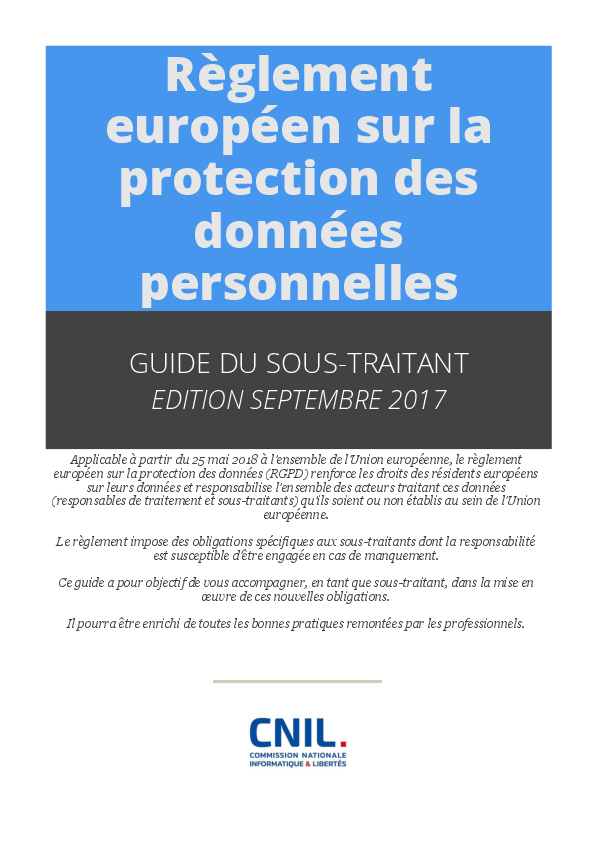 Règlement
européen sur la
protection des
données
personnelles
GUIDE DU SOUS-TRAITANT
EDITION SEPTEMBRE 2017
Applicable à partir du 25 mai 2018 à l'ensemble de l'Union européenne, le règlement
européen sur la protection des données (RGPD) renforce les droits des résidents européens
sur leurs données et responsabilise l'ensemble des acteurs traitant ces données
(responsables de traitement et sous-traitants) qu'ils soient ou non établis au sein de l'Union
européenne.
Le règlement impose des obligations spécifiques aux sous-traitants dont la responsabilité
est susceptible d'être engagée en cas de manquement.
Ce guide a pour objectif de vous accompagner, en tant que sous-traitant, dans la mise en
œuvre de ces nouvelles obligations.
Il pourra être enrichi de toutes les bonnes pratiques remontées par les professionnels.
CNIL.
COMMISSION NATIONALE
INFORMATIQUE & LIBERTÉS